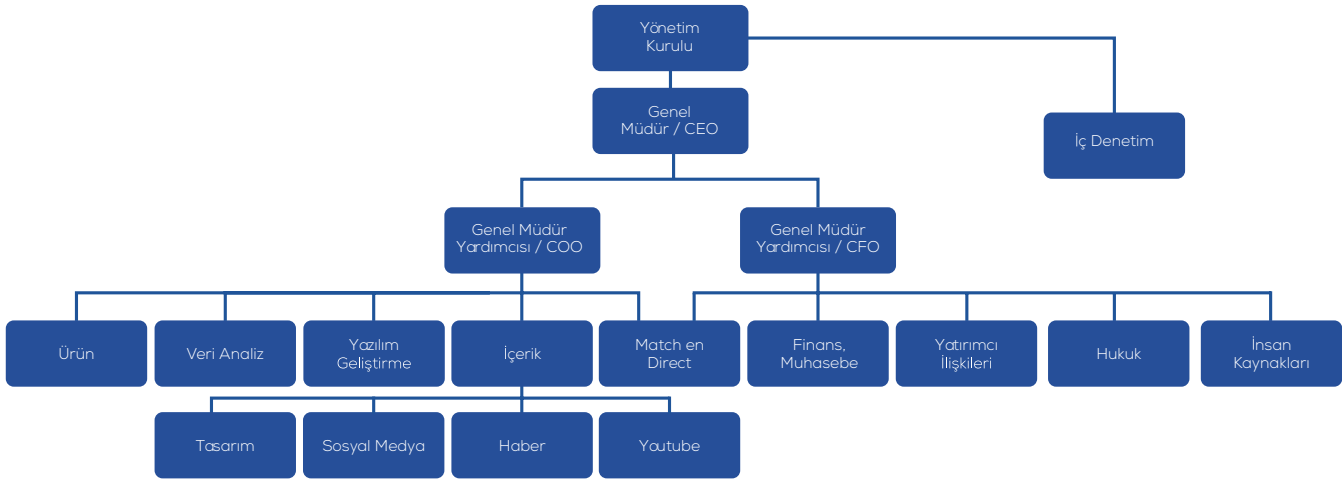 Yönetim
Kurulu
Genel
Müdür / CEO
İç Denetim
Genel Müdür
Yardımcısı / COO
Genel Müdür
Yardımcısı / CFO
Ürün
Veri Analiz
Yazılım
Geliştirme
İçerik
Match en
Direct
Finans,
Muhasebe
Yatırımcı
İlişkileri
Hukuk
İnsan
Kaynakları
Tasarım
Sosyal Medya
Haber
Youtube